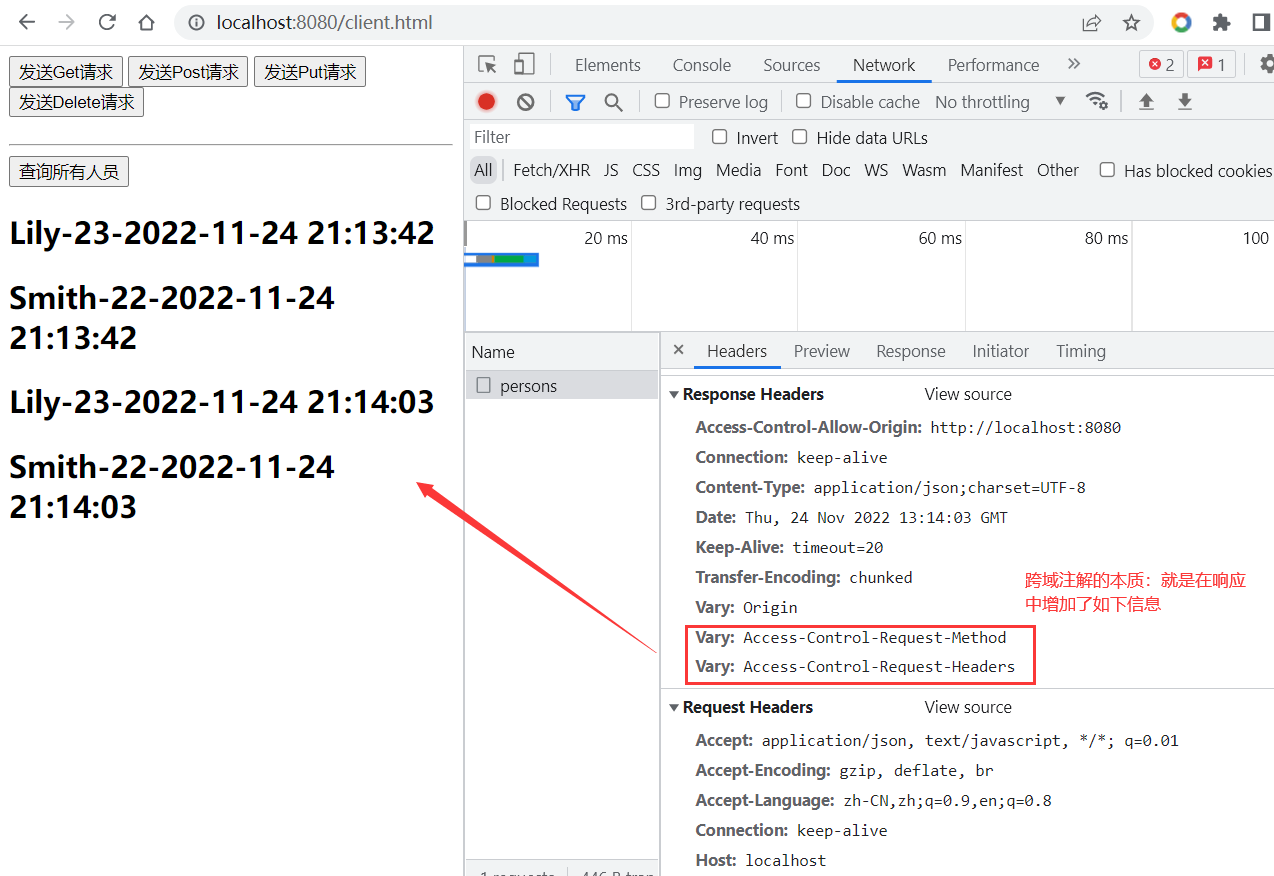 localhost:8080/client.html
发送Get请求 发送Post请求 发送Put请求
发送Delete请求
查询所有人员
Lily-23-2022-11-24 21:13:42
Smith-22-2022-11-24
21:13:42
Lily-23-2022-11-24 21:14:03
Smith-22-2022-11-24
21:14:03
Elements Console Sources Network Performance 2 1
Preserve log Disable cache No throttling
Filter Invert Hide data URLs
All Fetch/XHR JS CSS Img Media Font Doc WS Wasm Manifest Other Has blocked cookies
Blocked Requests 3rd-party requests
20 ms 40 ms 60 ms 80 ms 100
Name
persons
Headers Preview Response Initiator Timing
Response Headers View source
Access-Control-Allow-Origin: http://localhost:8080
Connection: keep-alive
Content-Type: application/json;charset=UTF-8
Date: Thu, 24 Nov 2022 13:14:03 GMT
Keep-Alive: timeout=20
Transfer-Encoding: chunked
跨域注解的本质：就是在响应
中增加了如下信息
Vary: Origin
Vary: Access-Control-Request-Method
Vary: Access-Control-Request-Headers
Request Headers View source
Accept: application/json, text/javascript, */*; q=0.01
Accept-Encoding: gzip, deflate, br
Accept-Language: zh-CN,zh;q=0.9,en;q=0.8
Connection: keep-alive
Host: localhost